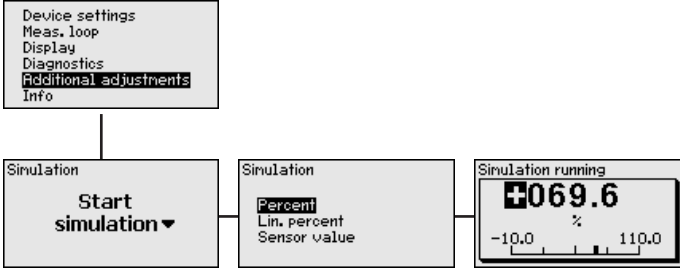 Device settings
Meas. loop
Display
Diagnostics
Additional adjustments
Info
Simulation
Start
simulation
Simulation
Percent
Lin. percent
Sensor value
Simulation running
+069.6
%
-10.0 110.0